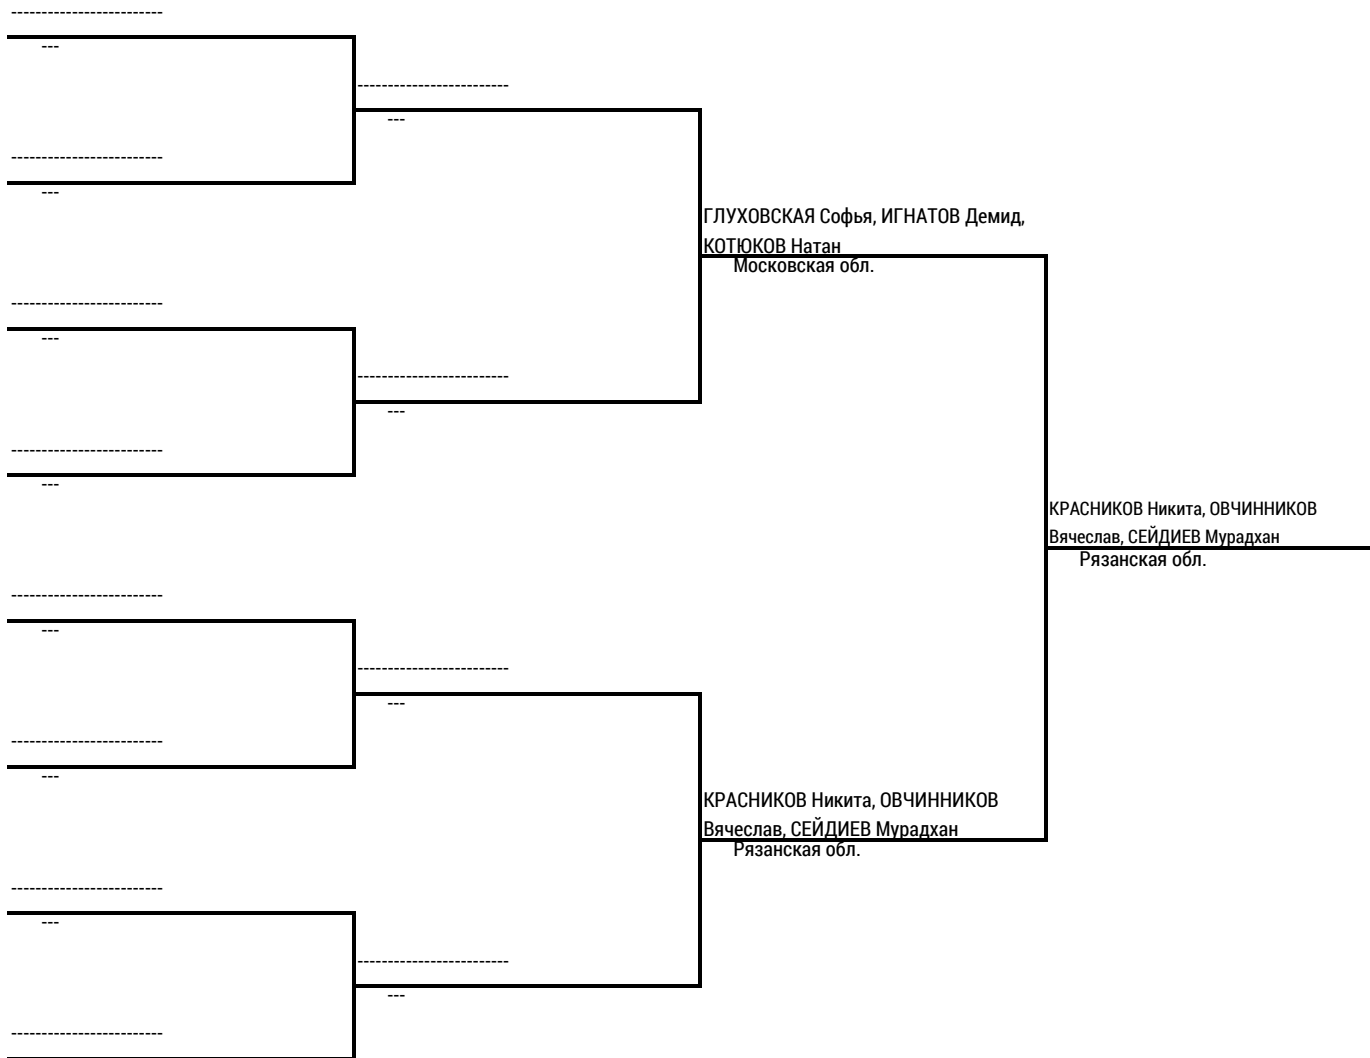 -------------------------
---
-------------------------
---
-------------------------
---
ГЛУХОВСКАЯ Софья, ИГНАТОВ Демид,
КОТЮКОВ Натан
Московская обл.
-------------------------
---
-------------------------
---
-------------------------
---
КРАСНИКОВ Никита, ОВЧИННИКОВ
Вячеслав, СЕЙДИЕВ Мурадхан
Рязанская обл.
-------------------------
---
-------------------------
---
-------------------------
---
КРАСНИКОВ Никита, ОВЧИННИКОВ
Вячеслав, СЕЙДИЕВ Мурадхан
Рязанская обл.
-------------------------
---
-------------------------
---
-------------------------